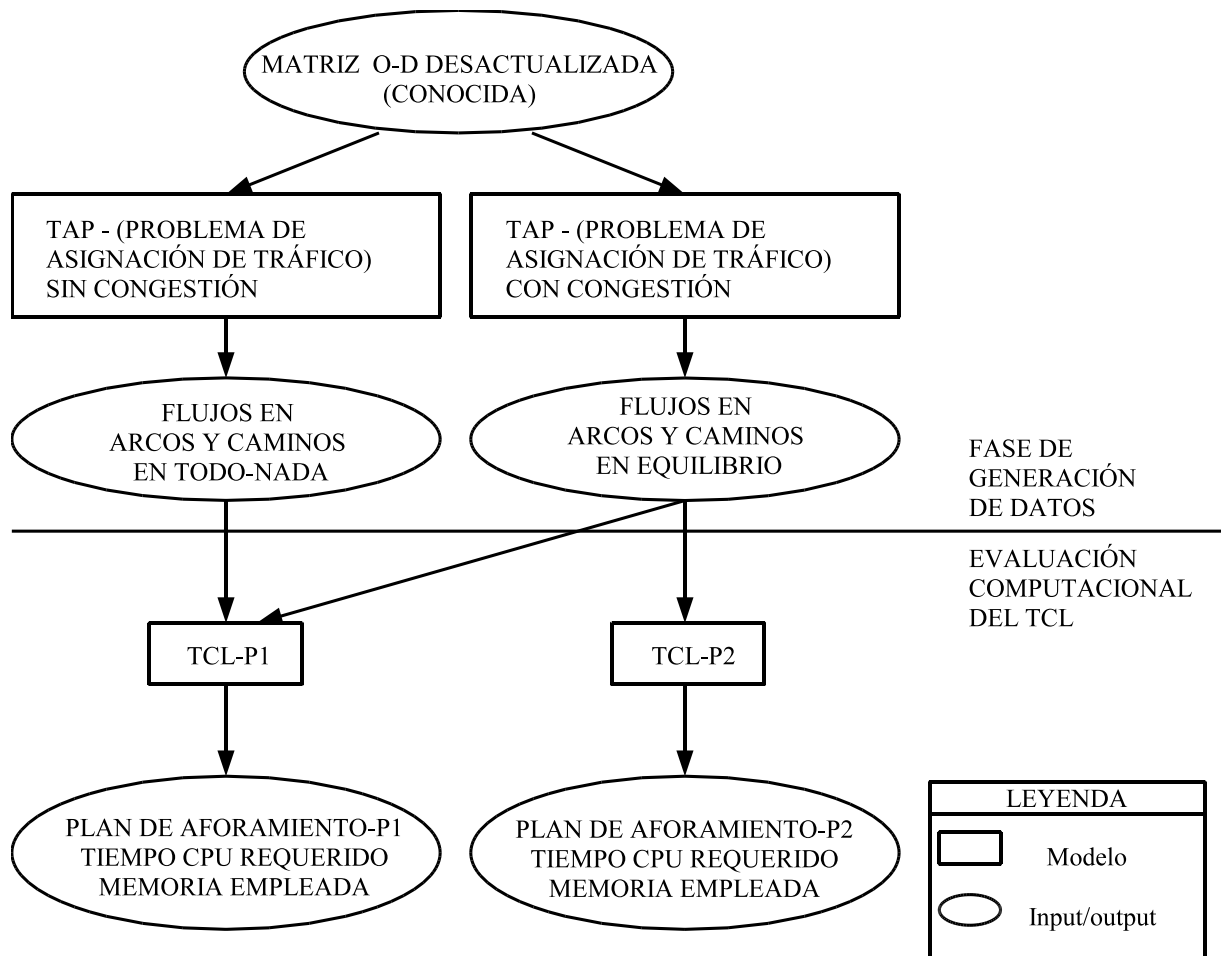 MATRIZ O-D DESACTUALIZADA
(CONOCIDA)
TAP - (PROBLEMA DE
ASIGNACIÓN DE TRÁFICO)
SIN CONGESTIÓN
TAP - (PROBLEMA DE
ASIGNACIÓN DE TRÁFICO)
CON CONGESTIÓN
FLUJOS EN
ARCOS Y CAMINOS
EN TODO-NADA
FLUJOS EN
ARCOS Y CAMINOS
EN EQUILIBRIO
FASE DE
GENERACIÓN
DE DATOS
EVALUACIÓN
COMPUTACIONAL
DEL TCL
TCL-P1
TCL-P2
PLAN DE AFORAMIENTO-P1
TIEMPO CPU REQUERIDO
MEMORIA EMPLEADA
PLAN DE AFORAMIENTO-P2
TIEMPO CPU REQUERIDO
MEMORIA EMPLEADA
LEYENDA
Modelo
Input/output